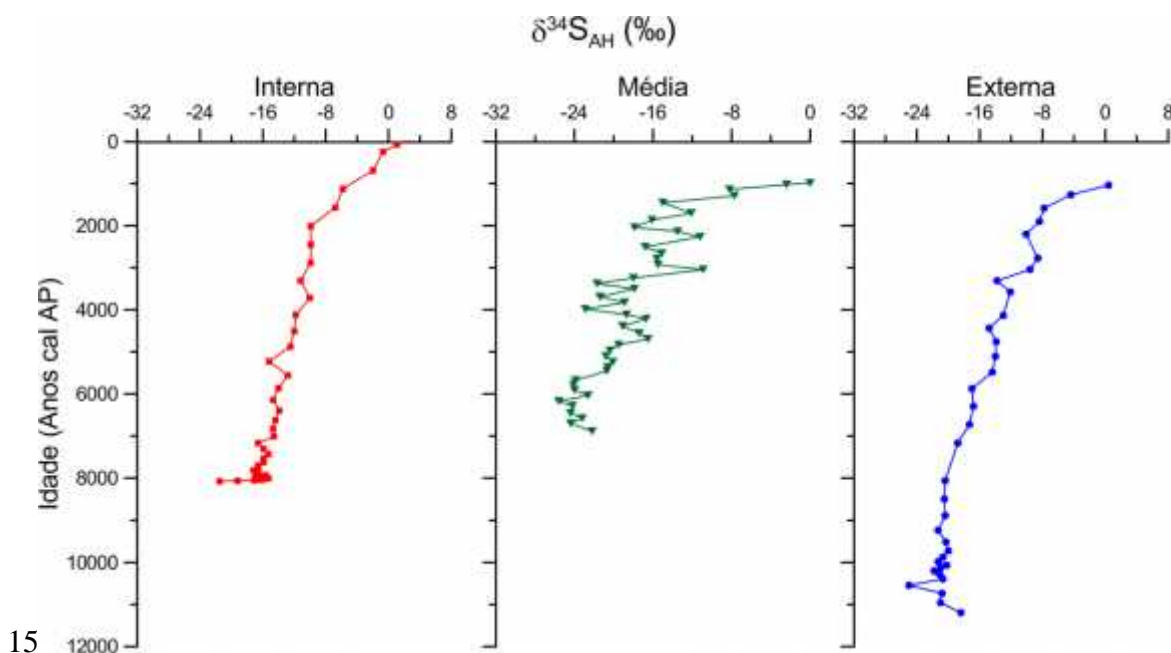 δ³⁴S_AH (‰)
Interna Média Externa
-32 -24 -16 -8 0 8 -32 -24 -16 -8 0 -32 -24 -16 -8 0 8
0
2000
4000
6000
8000
10000
12000
Idade (Anos cal AP)
15